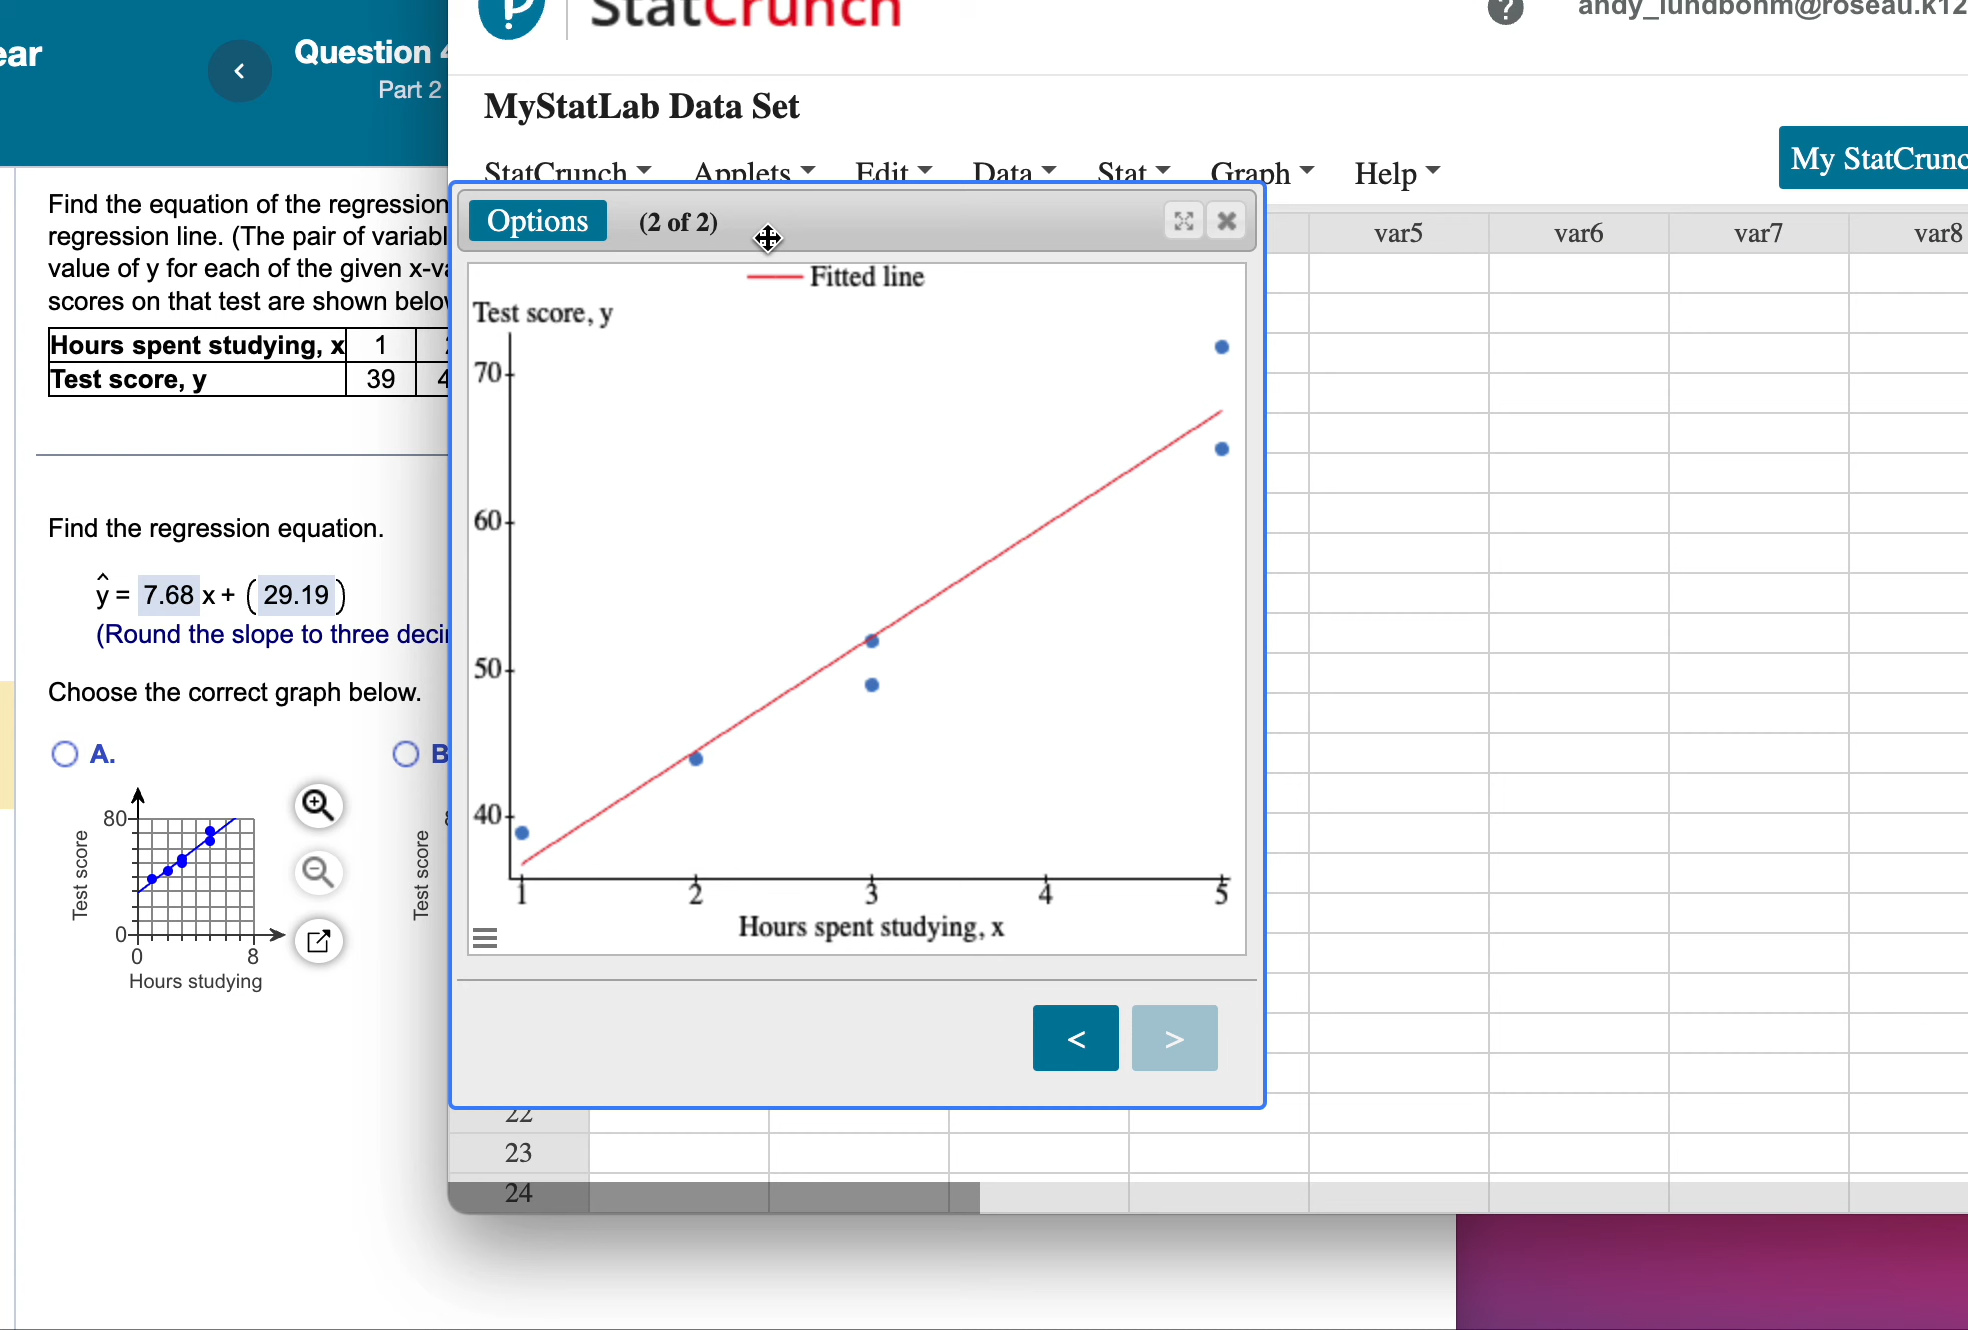 StatCrunch
andy_lundbohm@roseau.k12
ear
Question 4
Part 2
MyStatLab Data Set
StatCrunch Applets Edit Data Stat Graph Help
My StatCrunc
Find the equation of the regression
regression line. (The pair of variabl
value of y for each of the given x-va
scores on that test are shown below
Hours spent studying, x 1
Test score, y 39 4
Options (2 of 2)
var5 var6 var7 var8
Fitted line
Test score, y
70
60
50
40
1 2 3 4 5
Hours spent studying, x
< >
22
23
24
Find the regression equation.
ŷ = 7.68 x + (29.19)
(Round the slope to three deci
Choose the correct graph below.
A.
B
80
0
0 8
Test score
Hours studying
Test score